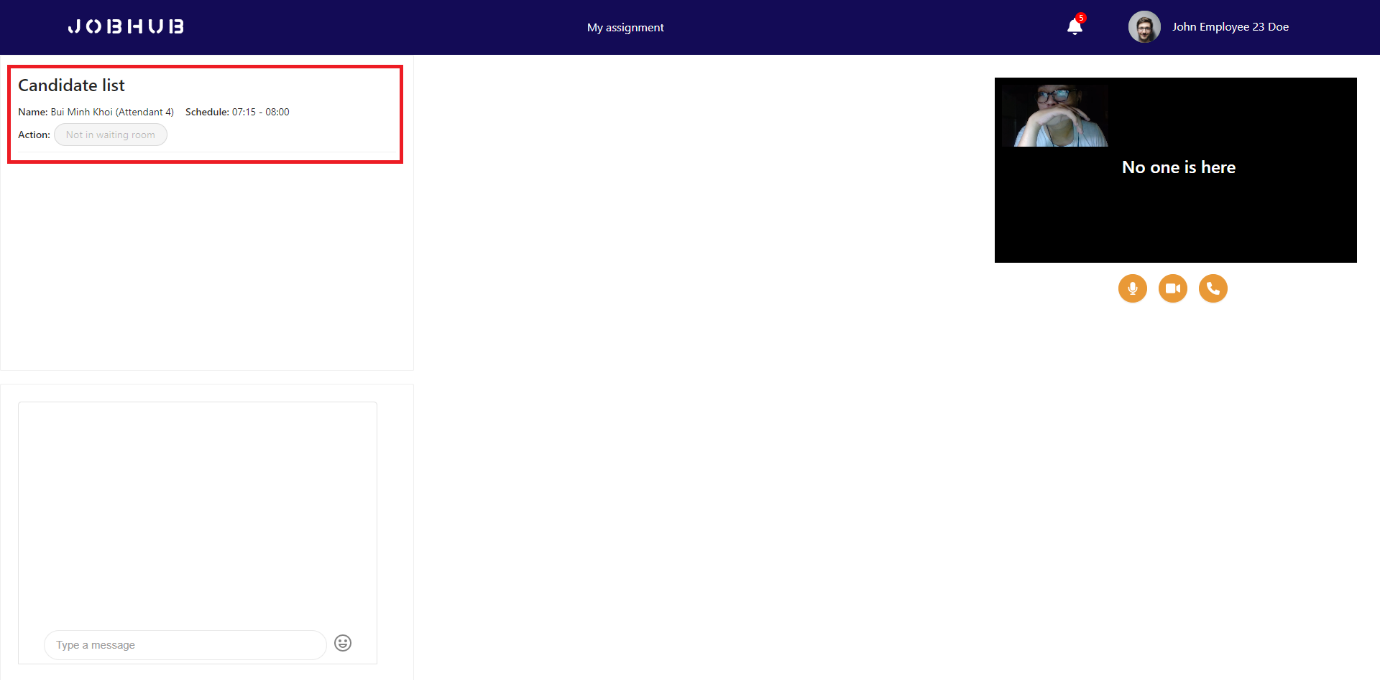 JOBHUB
My assignment
5
John Employee 23 Doe
Candidate list
Name: Bui Minh Khoi (Attendant 4) Schedule: 07:15 - 08:00
Action: Not in waiting room
No one is here
Type a message